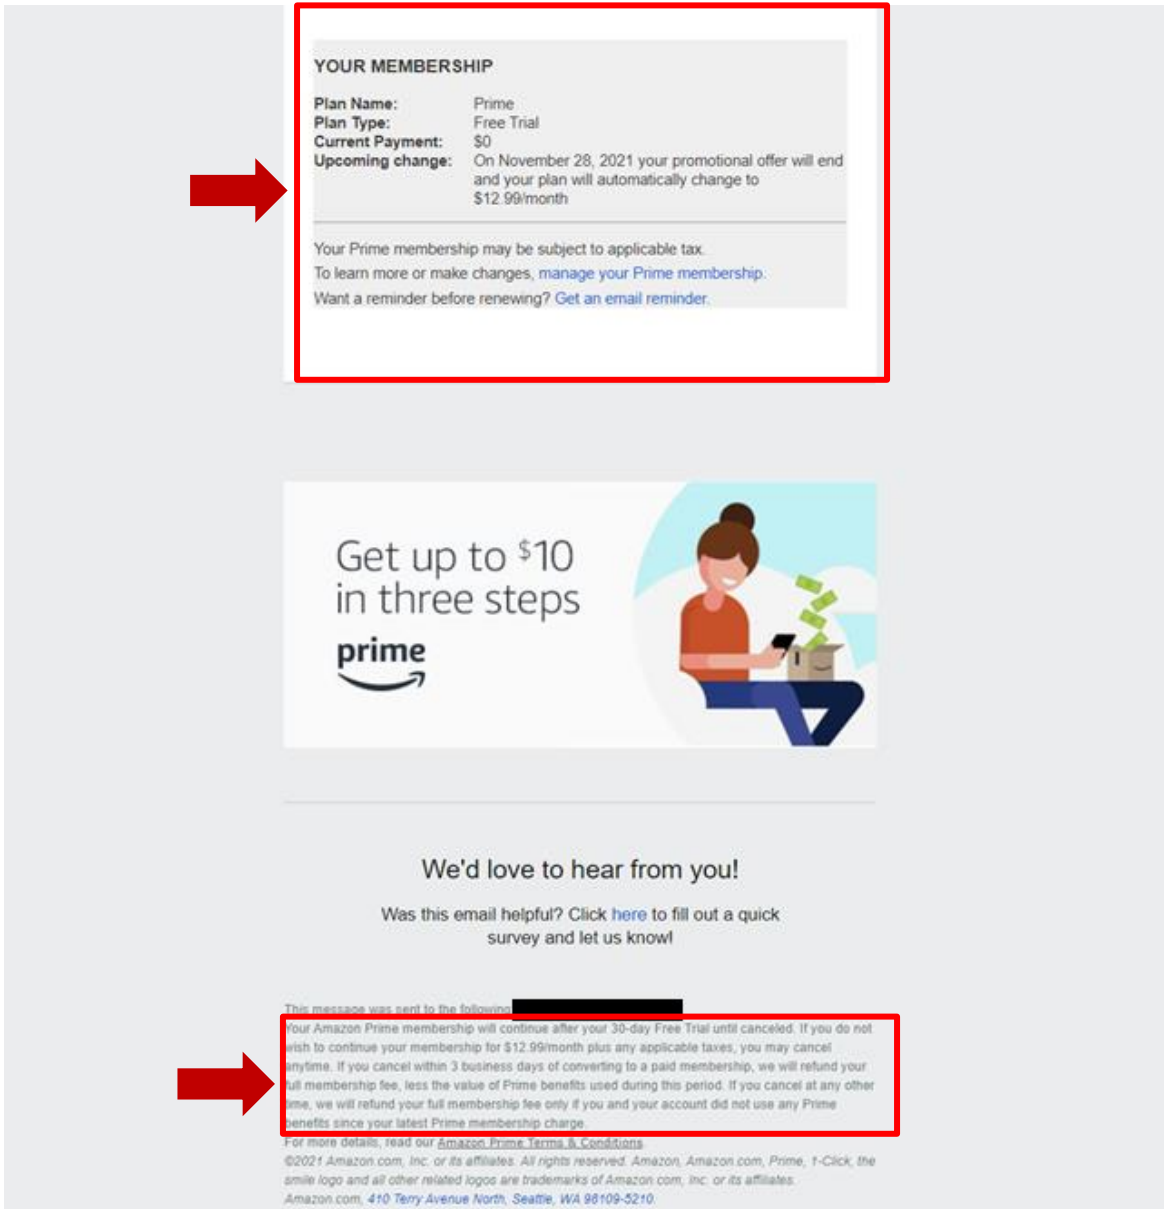 YOUR MEMBERSHIP
Plan Name: Prime
Plan Type: Free Trial
Current Payment: $0
Upcoming change: On November 28, 2021 your promotional offer will end
and your plan will automatically change to
$12.99/month
Your Prime membership may be subject to applicable tax.
To learn more or make changes, manage your Prime membership.
Want a reminder before renewing? Get an email reminder.
Get up to $10
in three steps
prime
We'd love to hear from you!
Was this email helpful? Click here to fill out a quick
survey and let us know!
This message was sent to the following
Your Amazon Prime membership will continue after your 30-day Free Trial until canceled. If you do not
wish to continue your membership for $12.99/month plus any applicable taxes, you may cancel
anytime. If you cancel within 3 business days of converting to a paid membership, we will refund your
full membership fee, less the value of Prime benefits used during this period. If you cancel at any other
time, we will refund your full membership fee only if you and your account did not use any Prime
benefits since your latest Prime membership charge.
For more details, read our Amazon Prime Terms & Conditions.
©2021 Amazon.com, Inc. or its affiliates. All rights reserved. Amazon, Amazon.com, Prime, 1-Click, the
smile logo and all other related logos are trademarks of Amazon.com, Inc. or its affiliates.
Amazon.com, 410 Terry Avenue North, Seattle, WA 98109-5210.